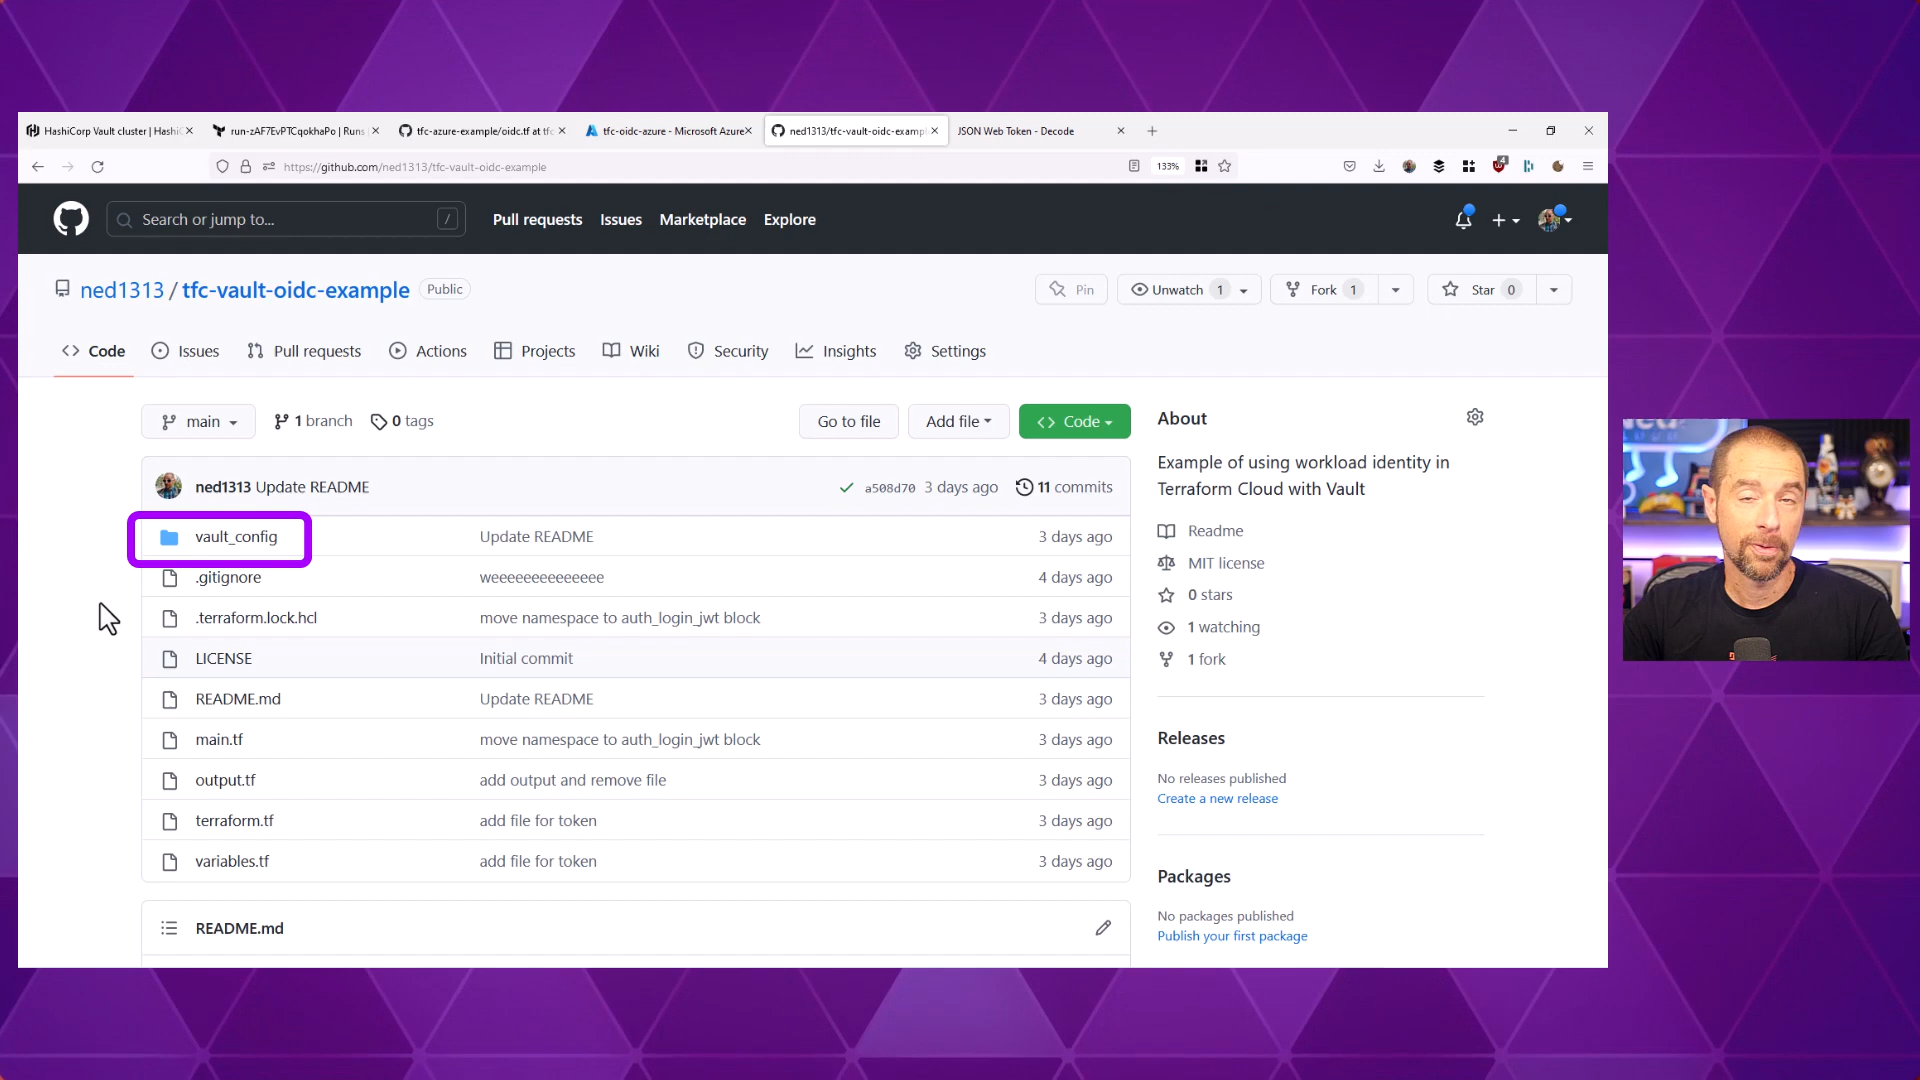 HashiCorp Vault cluster | HashiC
run-zAF7EvPTCqokhaPo | Runs
tfc-azure-example/oidc.tf at tfc
tfc-oidc-azure - Microsoft Azure
ned1313/tfc-vault-oidc-exampl
JSON Web Token - Decode
https://github.com/ned1313/tfc-vault-oidc-example
133%
4
Search or jump to...
/
Pull requests
Issues
Marketplace
Explore
ned1313 / tfc-vault-oidc-example
Public
Pin
Unwatch 1
Fork 1
Star 0
Code
Issues
Pull requests
Actions
Projects
Wiki
Security
Insights
Settings
main
1 branch
0 tags
Go to file
Add file
Code
ned1313 Update README
a508d70 3 days ago
11 commits
vault_config Update README 3 days ago
.gitignore weeeeeeeeeeeeee 4 days ago
.terraform.lock.hcl move namespace to auth_login_jwt block 3 days ago
LICENSE Initial commit 4 days ago
README.md Update README 3 days ago
main.tf move namespace to auth_login_jwt block 3 days ago
output.tf add output and remove file 3 days ago
terraform.tf add file for token 3 days ago
variables.tf add file for token 3 days ago
README.md
About
Example of using workload identity in
Terraform Cloud with Vault
Readme
MIT license
0 stars
1 watching
1 fork
Releases
No releases published
Create a new release
Packages
No packages published
Publish your first package